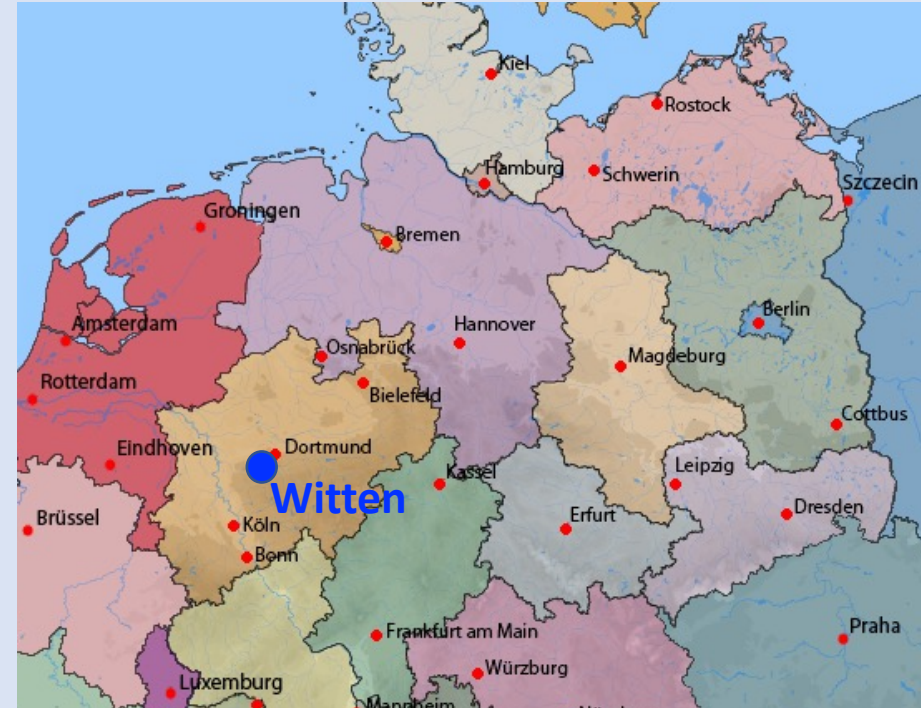 Kiel
Rostock
Hamburg
Schwerin
Szczecin
Groningen
Bremen
Berlin
Amsterdam
Hannover
Osnabrück
Magdeburg
Rotterdam
Bielefeld
Cottbus
Eindhoven
Dortmund
Kassel
Leipzig
Witten
Dresden
Brüssel
Köln
Erfurt
Bonn
Praha
Frankfurt am Main
Würzburg
Luxemburg
Mannheim